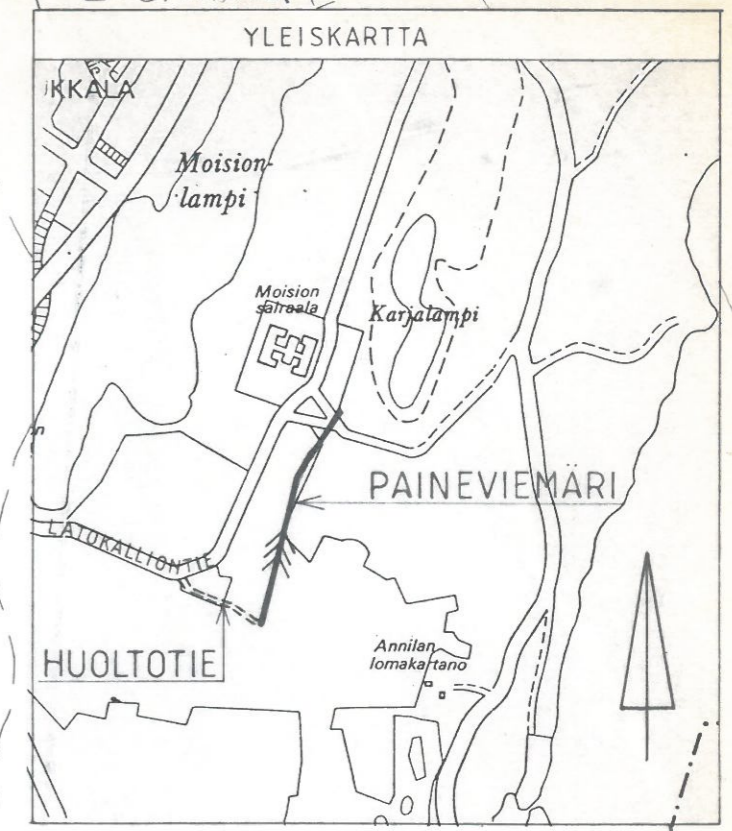 YLEISKARTTA
KKALA
Moision-
lampi
Moision
sairaala
Karjalampi
PAINEVIEMÄRI
LATOKALLIONTIE
HUOLTOTIE
Annilan
lomakartano